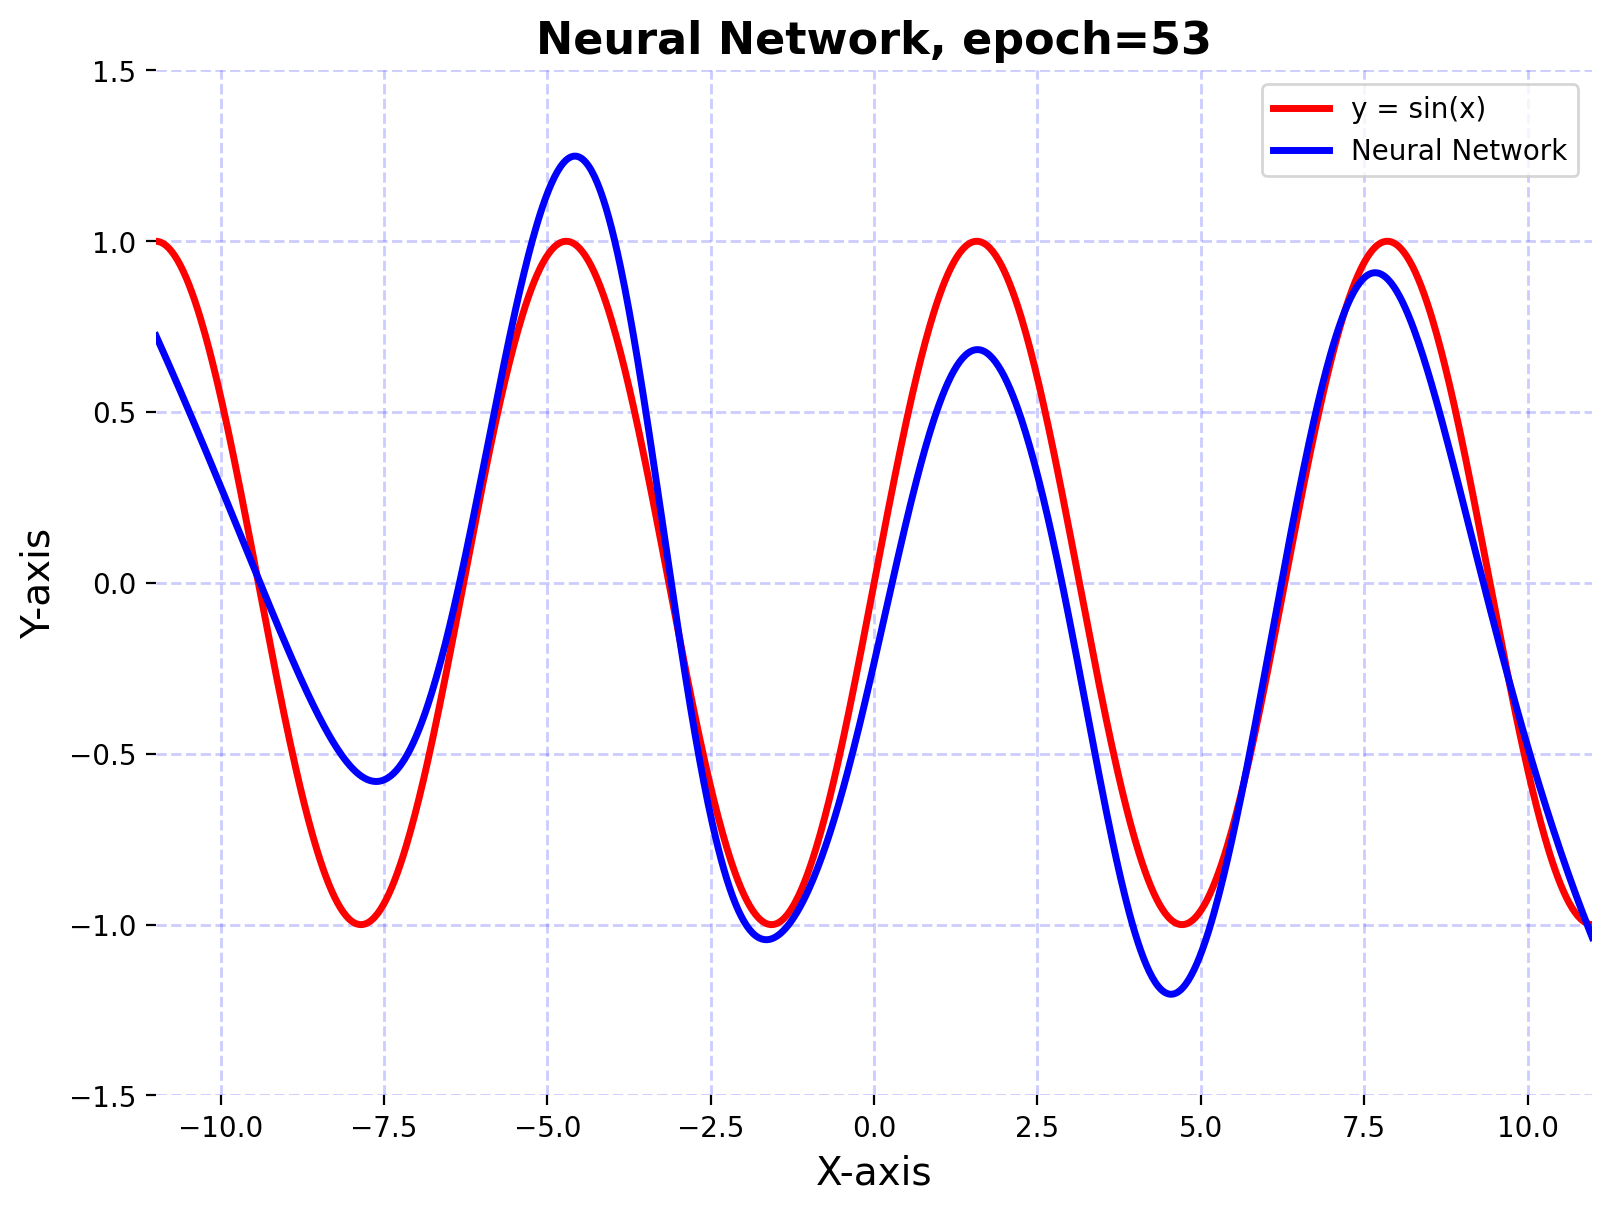 Neural Network, epoch=53
y = sin(x)
Neural Network
Y-axis
1.5
1.0
0.5
0.0
−0.5
−1.0
−1.5
−10.0 −7.5 −5.0 −2.5 0.0 2.5 5.0 7.5 10.0
X-axis